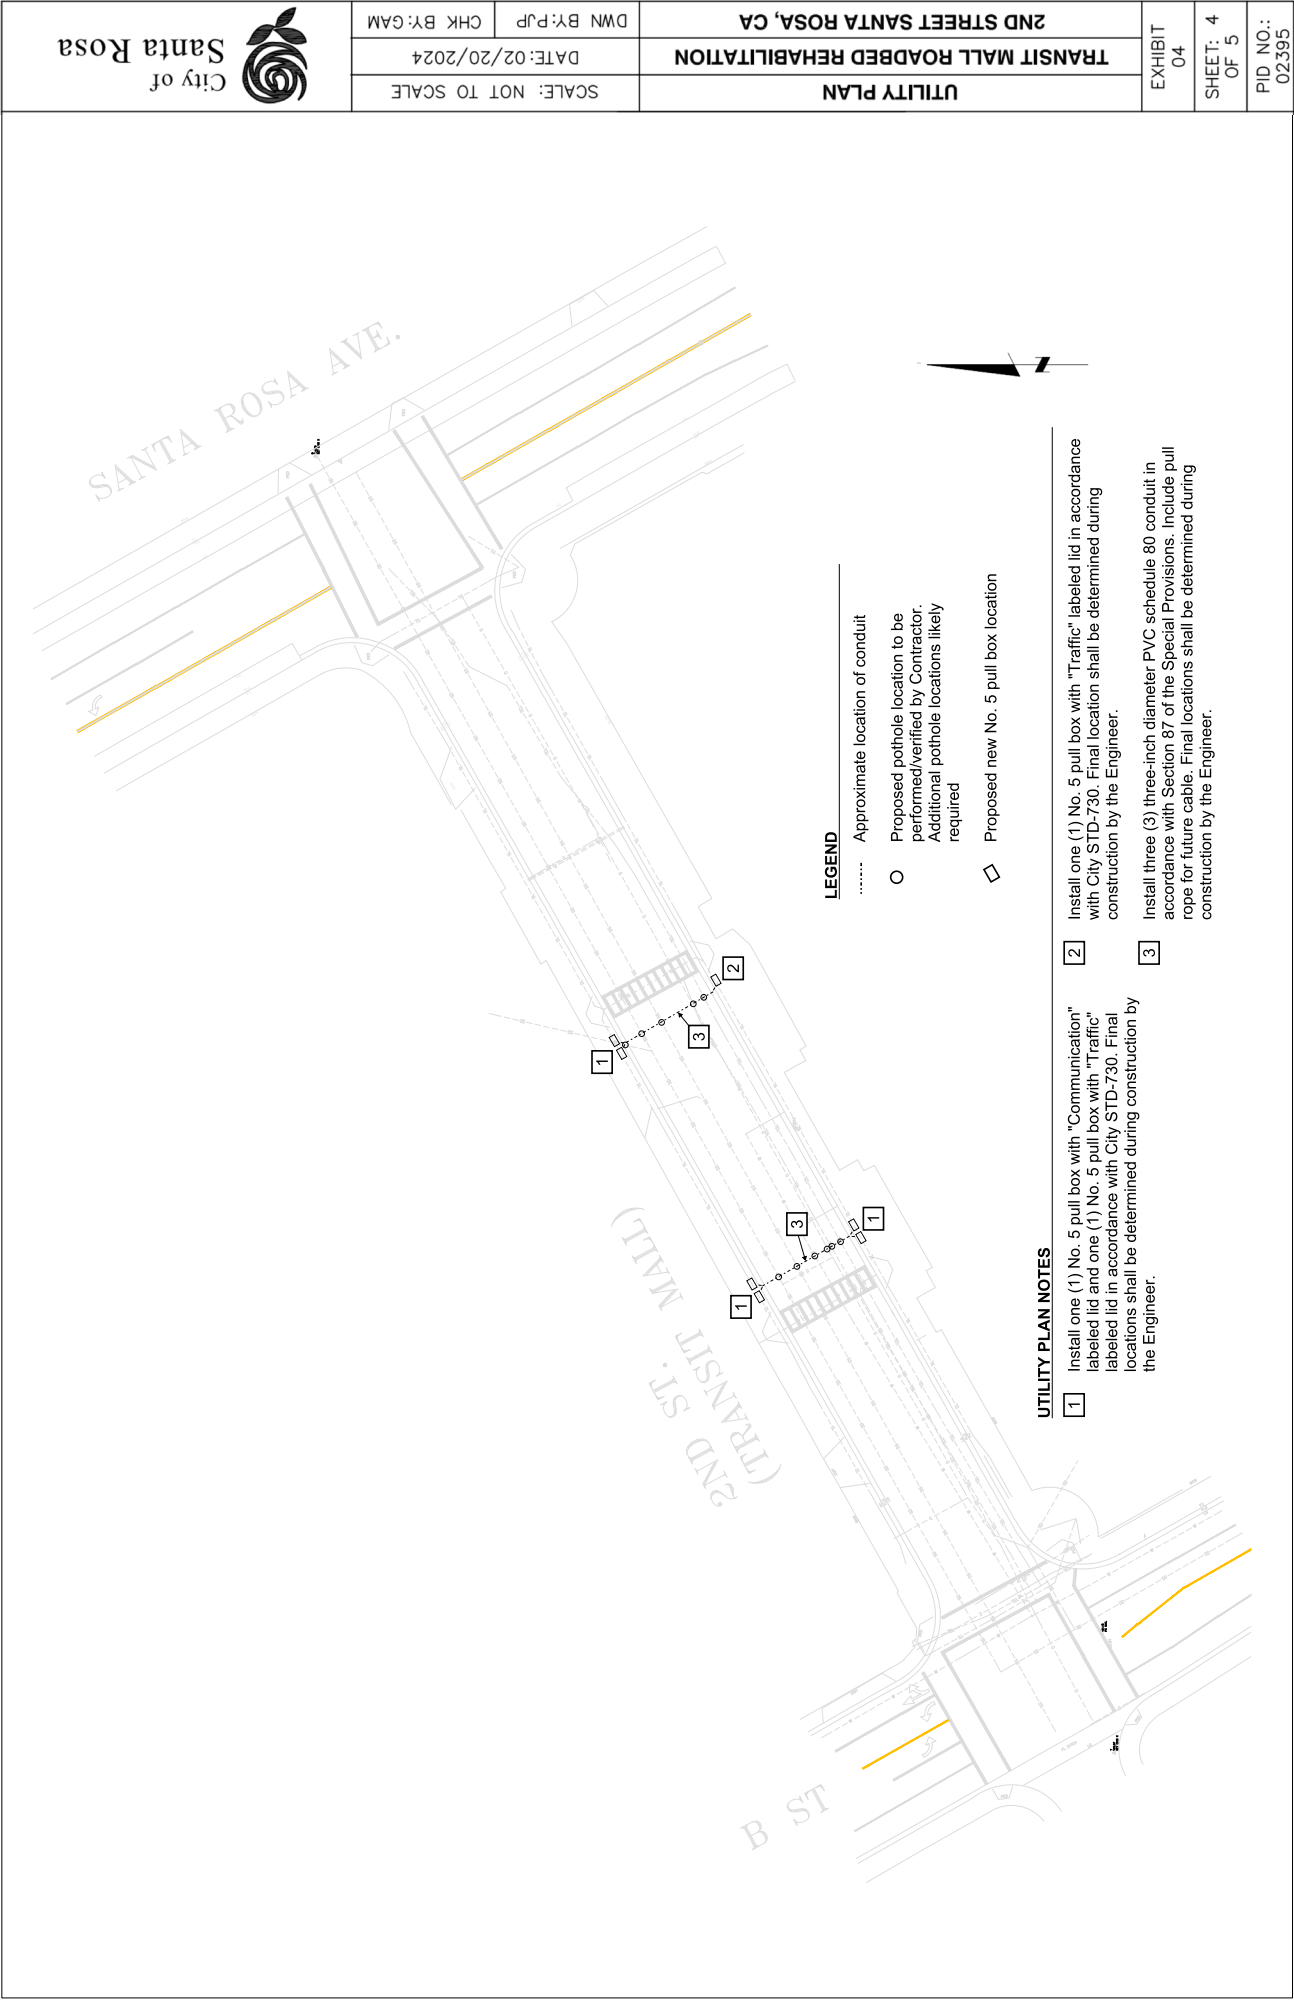 City of
Santa Rosa
SCALE: NOT TO SCALE
DATE: 02/20/2024
DWN BY: PJP
CHK BY: GAM
UTILITY PLAN
TRANSIT MALL ROADBED REHABILITATION
2ND STREET SANTA ROSA, CA
EXHIBIT
04
SHEET: 4
OF 5
PID NO.:
02395
SANTA ROSA AVE.
2ND ST.
(TRANSIT MALL)
B ST
1
3
2
1
3
1
LEGEND
Approximate location of conduit
Proposed pothole location to be
performed/verified by Contractor.
Additional pothole locations likely
required
Proposed new No. 5 pull box location
UTILITY PLAN NOTES
1 Install one (1) No. 5 pull box with "Communication"
labeled lid and one (1) No. 5 pull box with "Traffic"
labeled lid in accordance with City STD-730. Final
locations shall be determined during construction by
the Engineer.
2 Install one (1) No. 5 pull box with "Traffic" labeled lid in accordance
with City STD-730. Final location shall be determined during
construction by the Engineer.
3 Install three (3) three-inch diameter PVC schedule 80 conduit in
accordance with Section 87 of the Special Provisions. Include pull
rope for future cable. Final locations shall be determined during
construction by the Engineer.